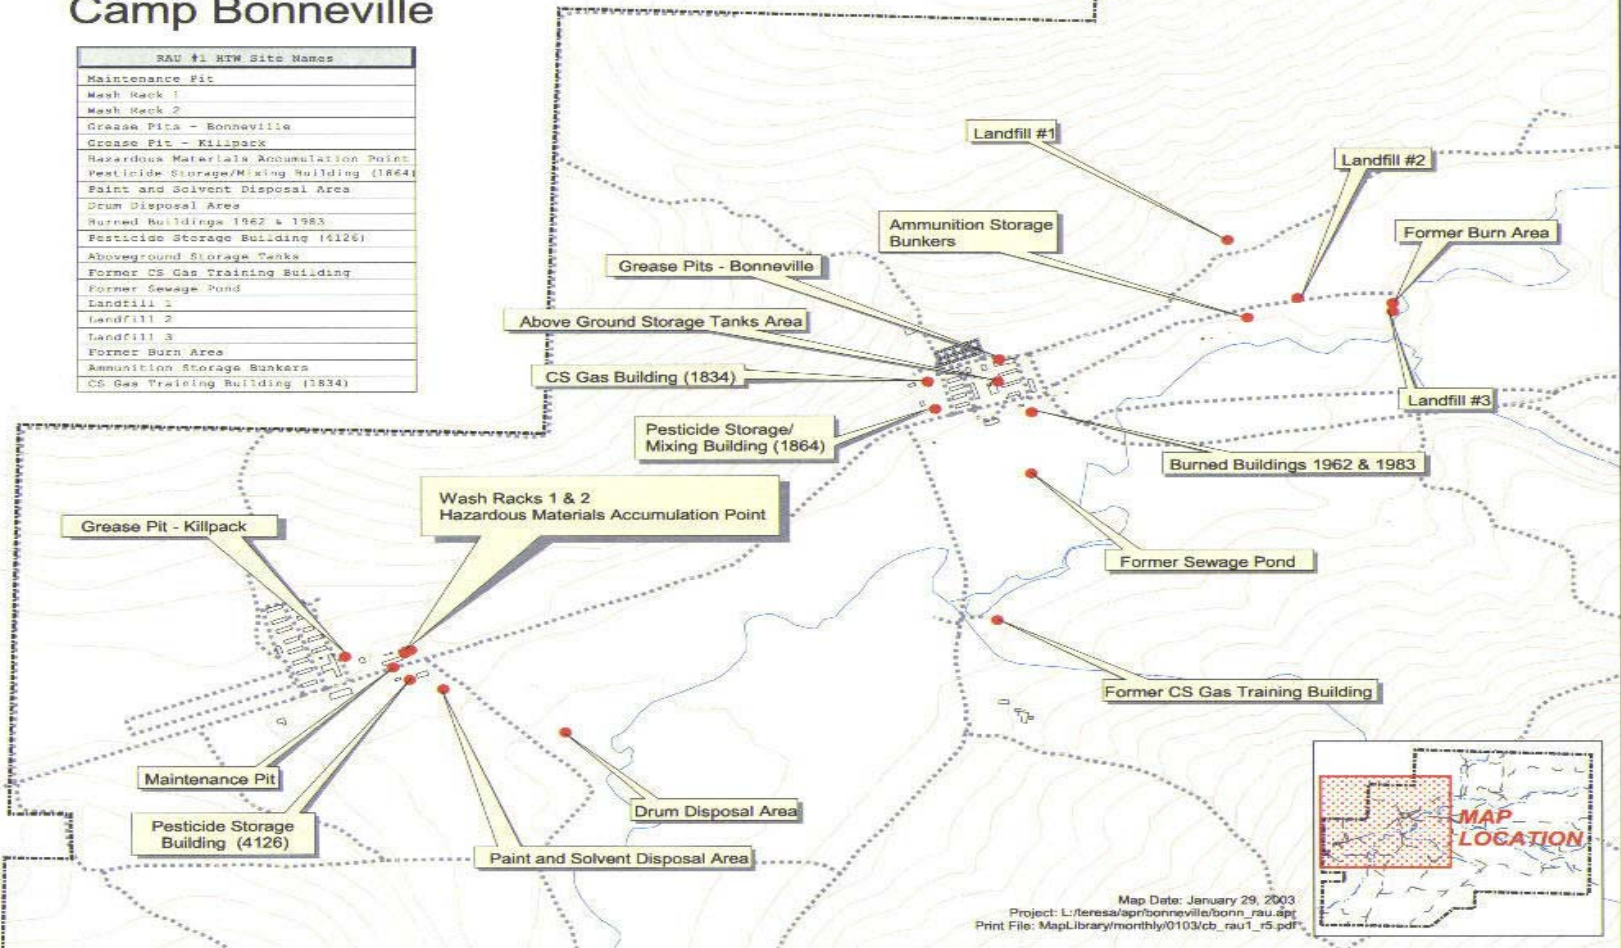 Camp Bonneville
RAU #1 HTW Site Names
Maintenance Pit
Wash Rack 1
Wash Rack 2
Grease Pits - Bonneville
Grease Pit - Killpack
Hazardous Materials Accumulation Point
Pesticide Storage/Mixing Building (1864)
Paint and Solvent Disposal Area
Drum Disposal Area
Burned Buildings 1962 & 1983
Pesticide Storage Building (4126)
Aboveground Storage Tanks
Former CS Gas Training Building
Former Sewage Pond
Landfill 1
Landfill 2
Landfill 3
Former Burn Area
Ammunition Storage Bunkers
CS Gas Training Building (1834)
Landfill #1
Landfill #2
Ammunition Storage
Bunkers
Former Burn Area
Grease Pits - Bonneville
Above Ground Storage Tanks Area
CS Gas Building (1834)
Landfill #3
Pesticide Storage/
Mixing Building (1864)
Burned Buildings 1962 & 1983
Wash Racks 1 & 2
Hazardous Materials Accumulation Point
Grease Pit - Killpack
Former Sewage Pond
Former CS Gas Training Building
Maintenance Pit
Drum Disposal Area
Pesticide Storage
Building (4126)
Paint and Solvent Disposal Area
MAP
LOCATION
Map Date: January 29, 2003
Project: L:/teresa/apr/bonneville/bonn_rau.apr
Print File: MapLibrary/monthly/0103/cb_rau1_r5.pdf